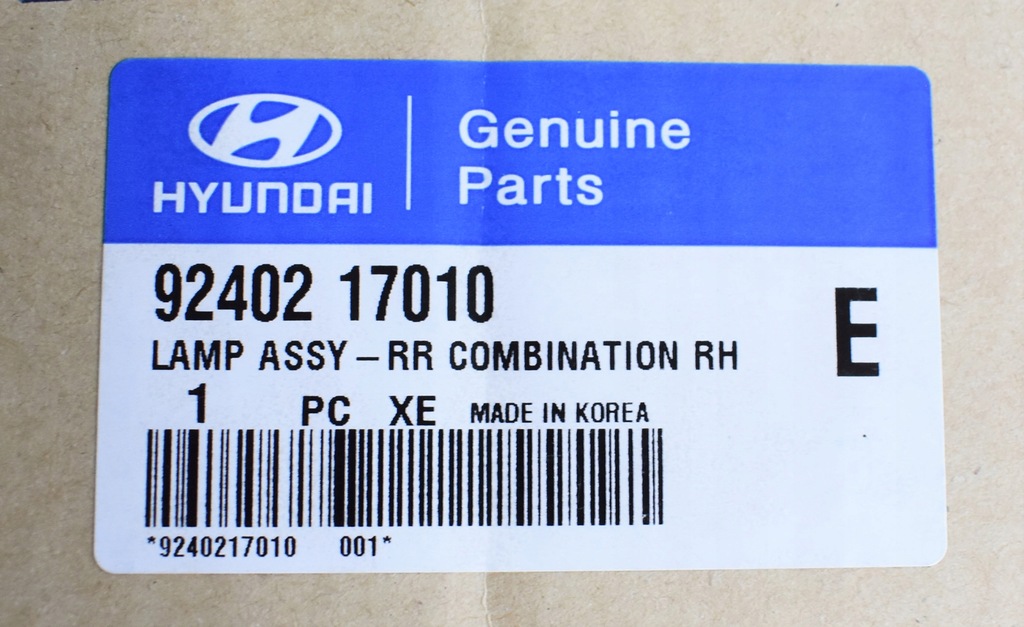 HYUNDAI
Genuine
Parts
92402 17010
E
LAMP ASSY – RR COMBINATION RH
1 PC XE MADE IN KOREA
*9240217010 001*